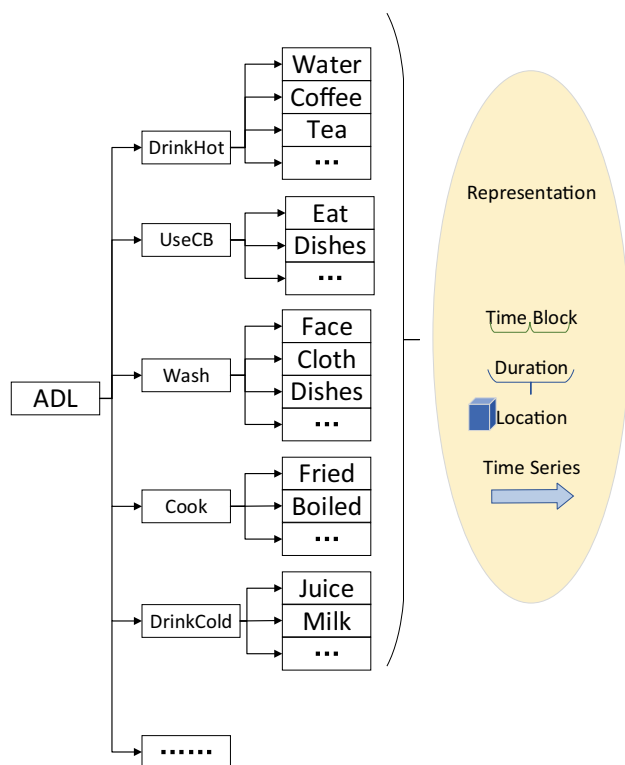 ADL
DrinkHot
Water
Coffee
Tea
...
UseCB
Eat
Dishes
...
Wash
Face
Cloth
Dishes
...
Cook
Fried
Boiled
...
DrinkCold
Juice
Milk
...
......
Representation
Time Block
Duration
Location
Time Series